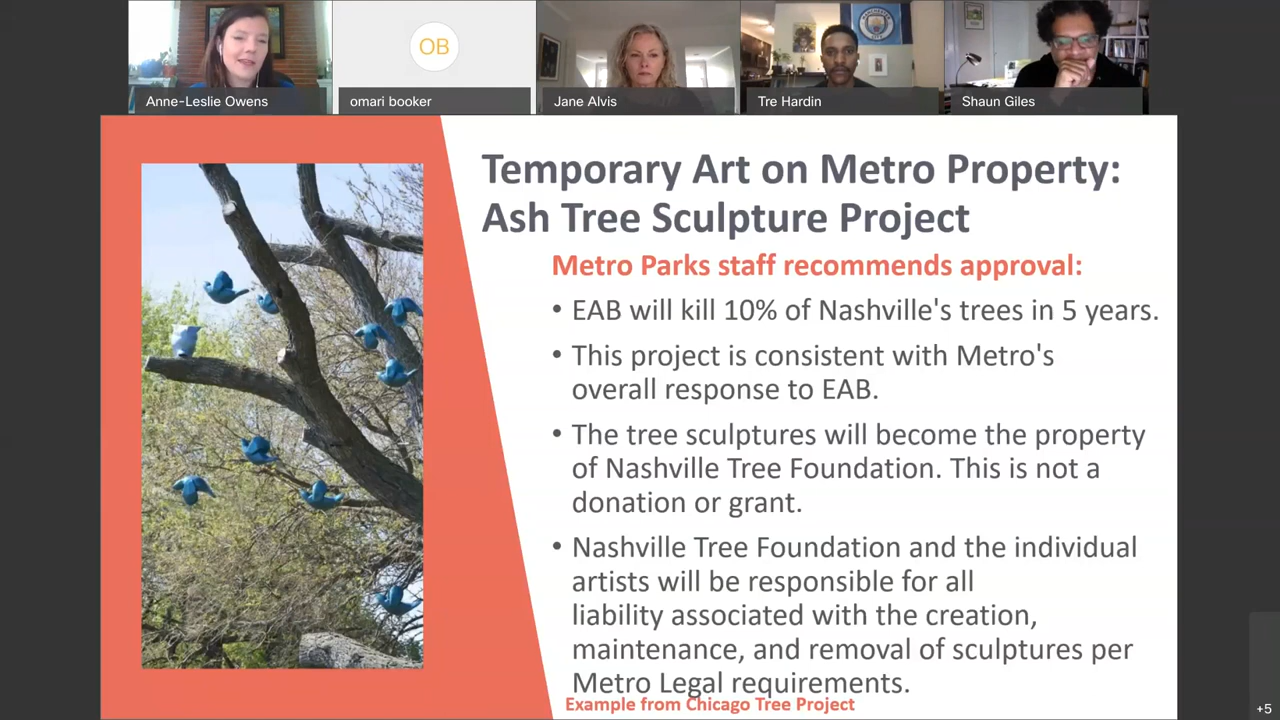 OB
Anne-Leslie Owens
omari booker
Jane Alvis
Tre Hardin
Shaun Giles
MANCHESTER
CITY
Temporary Art on Metro Property:
Ash Tree Sculpture Project
Metro Parks staff recommends approval:
• EAB will kill 10% of Nashville's trees in 5 years.
• This project is consistent with Metro's
overall response to EAB.
• The tree sculptures will become the property
of Nashville Tree Foundation. This is not a
donation or grant.
• Nashville Tree Foundation and the individual
artists will be responsible for all
liability associated with the creation,
maintenance, and removal of sculptures per
Metro Legal requirements.
Example from Chicago Tree Project
+5